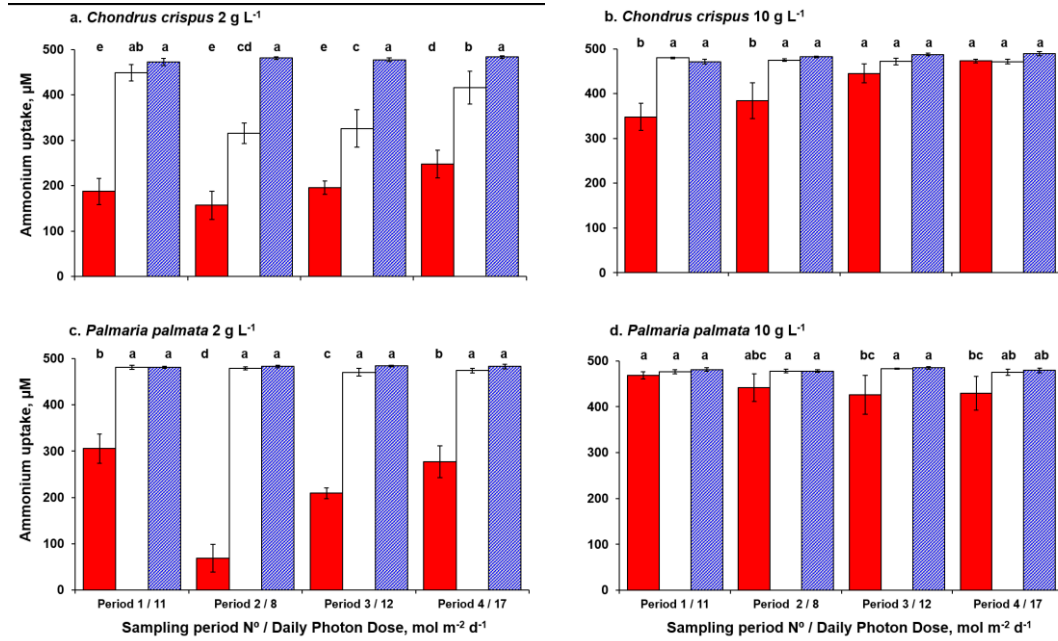 a. Chondrus crispus 2 g L⁻¹
e ab a e cd a e c a d b a
500
400
300
200
100
0
Ammonium uptake, µM
b. Chondrus crispus 10 g L⁻¹
b a a b a a a a a a a a
500
400
300
200
100
0
c. Palmaria palmata 2 g L⁻¹
b a a d a a c a a b a a
500
400
300
200
100
0
Ammonium uptake, µM
Period 1 / 11 Period 2 / 8 Period 3 / 12 Period 4 / 17
Sampling period Nº / Daily Photon Dose, mol m⁻² d⁻¹
d. Palmaria palmata 10 g L⁻¹
a a a abc a a bc a a bc ab ab
500
400
300
200
100
0
Period 1 / 11 Period 2 / 8 Period 3 / 12 Period 4 / 17
Sampling period Nº / Daily Photon Dose, mol m⁻² d⁻¹